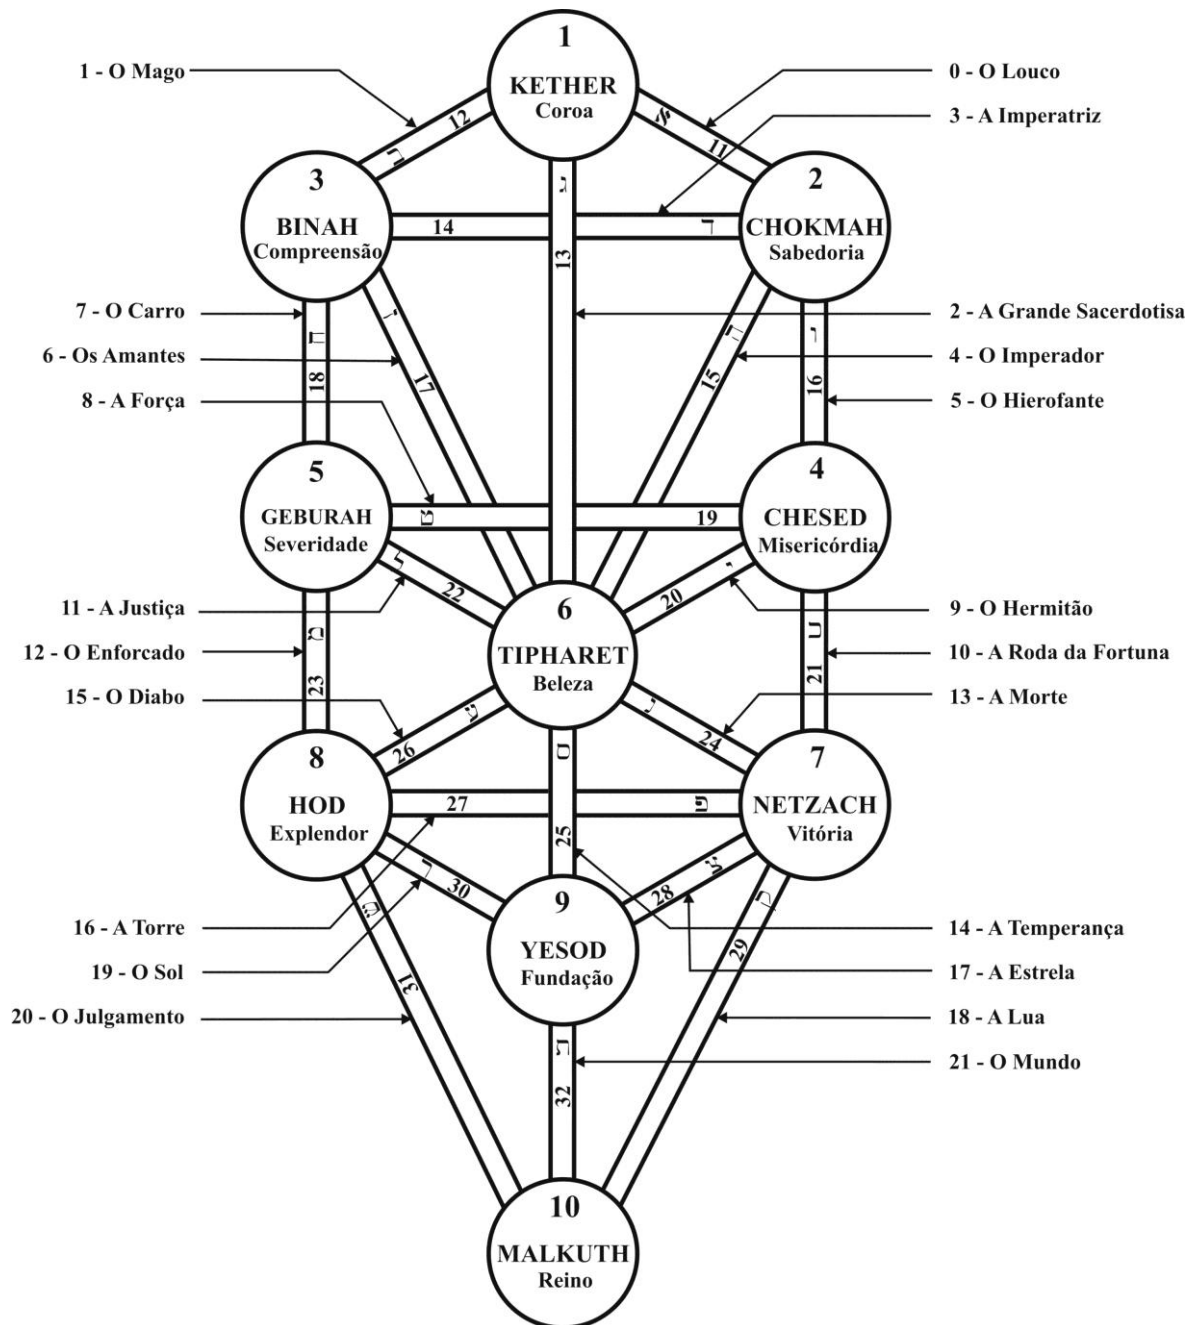 1
KETHER
Coroa
1 - O Mago
0 - O Louco
3 - A Imperatriz
12
ב
א
11
3
BINAH
Compreensão
2
CHOKMAH
Sabedoria
14
ד
ג
13
7 - O Carro
6 - Os Amantes
8 - A Força
2 - A Grande Sacerdotisa
4 - O Imperador
5 - O Hierofante
ח
18
ז
17
ה
15
16
5
GEBURAH
Severidade
4
CHESED
Misericórdia
19
11 - A Justiça
12 - O Enforcado
15 - O Diabo
9 - O Hermitão
10 - A Roda da Fortuna
13 - A Morte
ל
22
י
20
מ
23
21
6
TIPHARET
Beleza
26
נ
24
ס
25
8
HOD
Explendor
7
NETZACH
Vitória
27
פ
30
צ
28
16 - A Torre
19 - O Sol
20 - O Julgamento
14 - A Temperança
17 - A Estrela
18 - A Lua
21 - O Mundo
9
YESOD
Fundação
ש
31
ק
29
32
10
MALKUTH
Reino